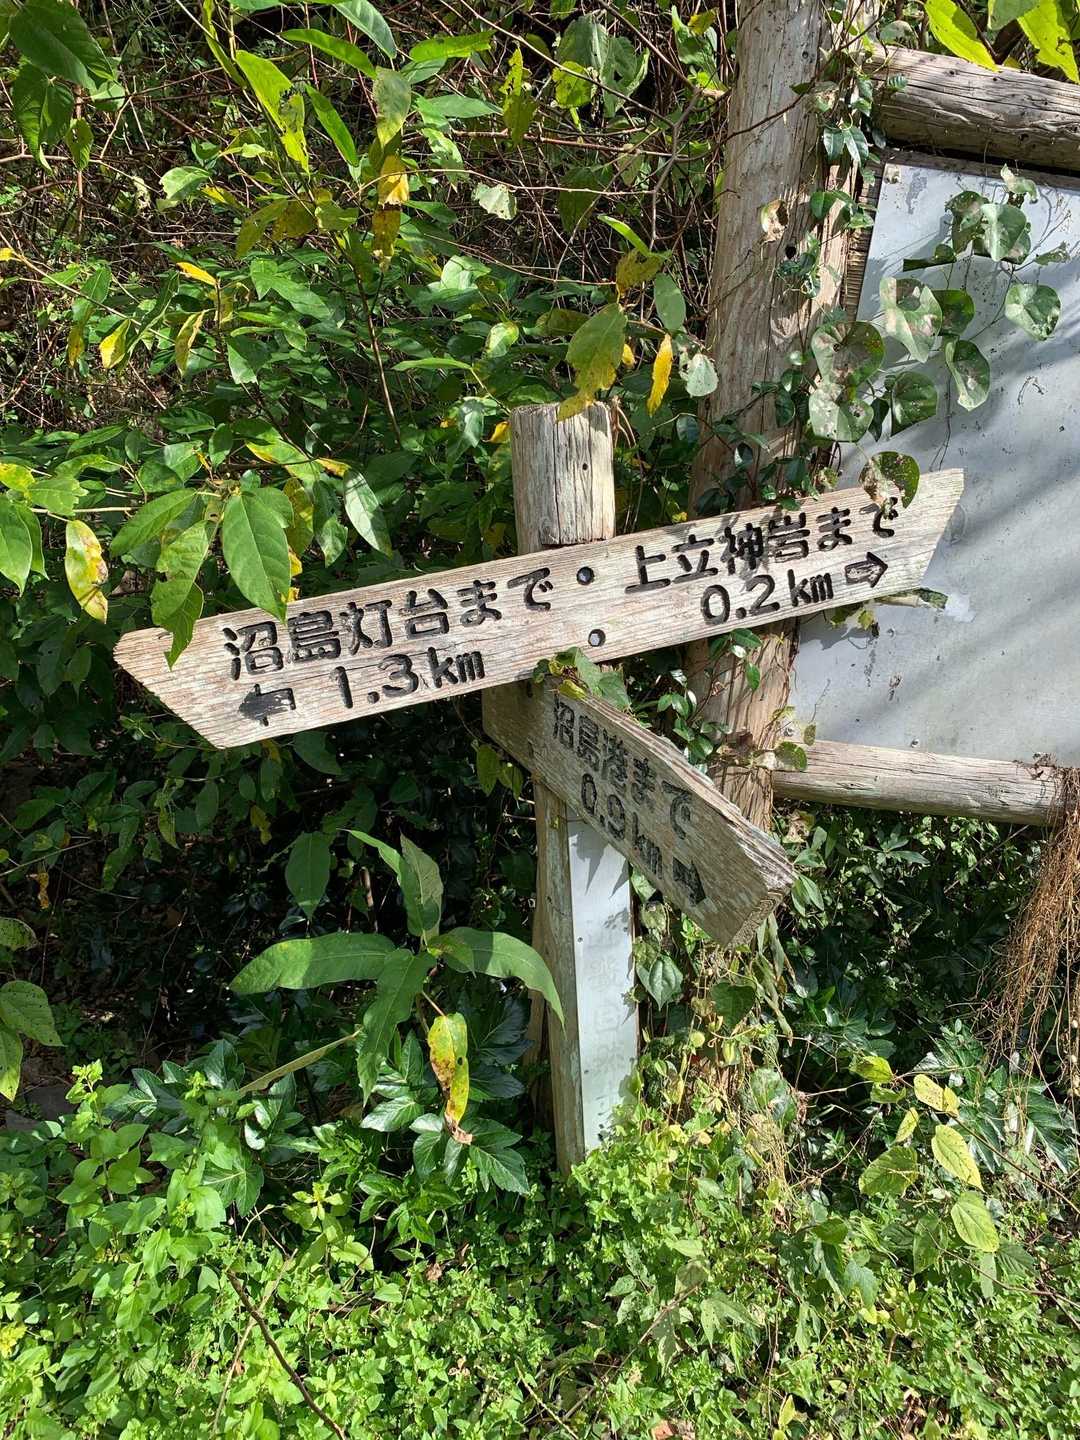 沼島灯台まで・上立神岩まで
← 1.3km 0.2km ⇨
沼島港まで
0.9km →